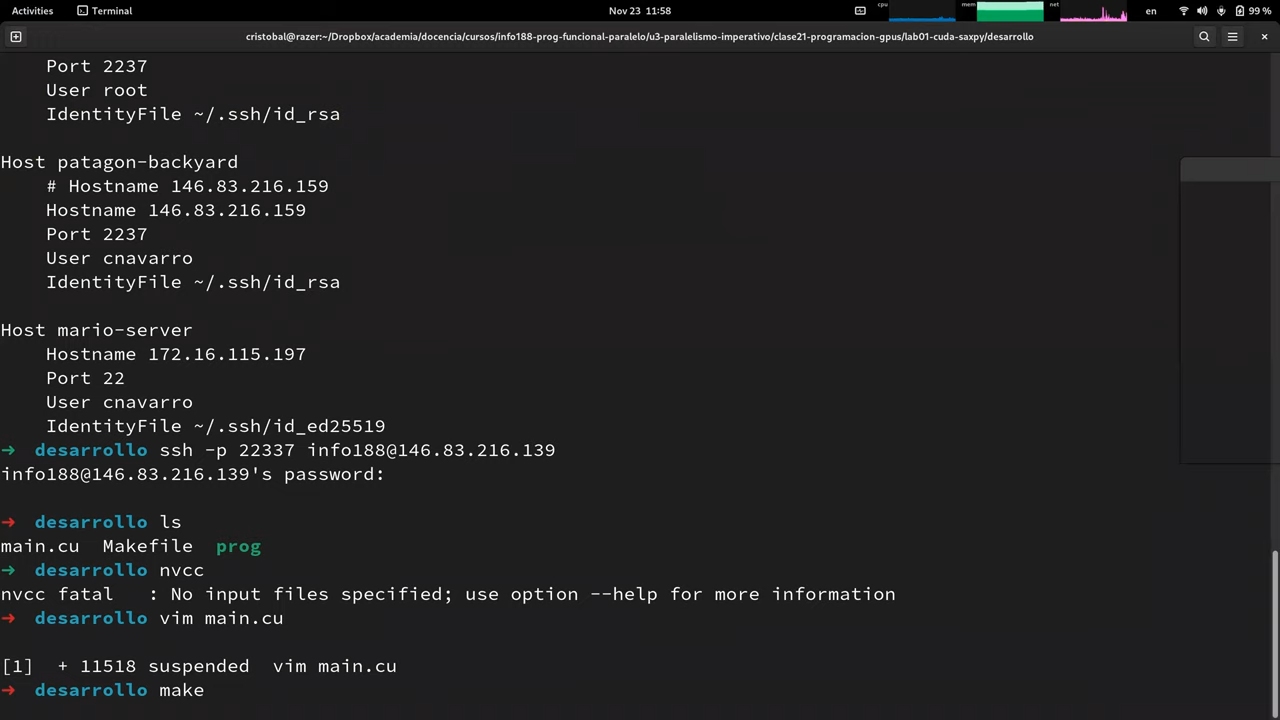 Activities
Terminal
Nov 23 11:58
cpu
mem
net
en
99 %
cristobal@razer:~/Dropbox/academia/docencia/cursos/info188-prog-funcional-paralelo/u3-paralelismo-imperativo/clase21-programacion-gpus/lab01-cuda-saxpy/desarrollo
Port 2237
User root
IdentityFile ~/.ssh/id_rsa
Host patagon-backyard
# Hostname 146.83.216.159
Hostname 146.83.216.159
Port 2237
User cnavarro
IdentityFile ~/.ssh/id_rsa
Host mario-server
Hostname 172.16.115.197
Port 22
User cnavarro
IdentityFile ~/.ssh/id_ed25519
➜ desarrollo ssh -p 22337 info188@146.83.216.139
info188@146.83.216.139's password:
➜ desarrollo ls
main.cu Makefile prog
➜ desarrollo nvcc
nvcc fatal : No input files specified; use option --help for more information
➜ desarrollo vim main.cu
[1] + 11518 suspended vim main.cu
➜ desarrollo make